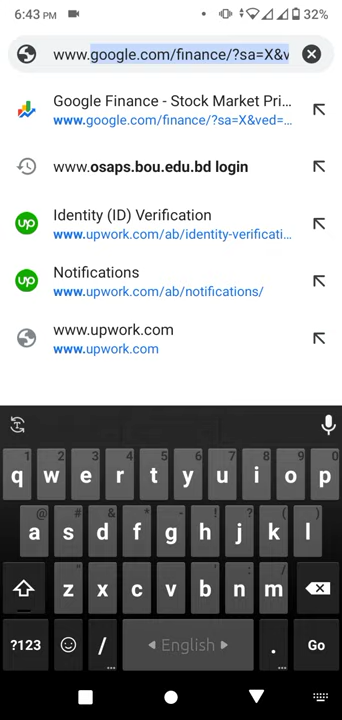 6:43 PM 32%
www.google.com/finance/?sa=X&v
Google Finance - Stock Market Pri...
www.google.com/finance/?sa=X&ved=...
www.osaps.bou.edu.bd login
Identity (ID) Verification
www.upwork.com/ab/identity-verificati...
Notifications
www.upwork.com/ab/notifications/
www.upwork.com
www.upwork.com
1 2 3 4 5 6 7 8 9 0
q w e r t y u i o p
@ # & * - + = ( )
a s d f g h j k l
" ' : ; ! ? /
z x c v b n m
?123 / English . Go